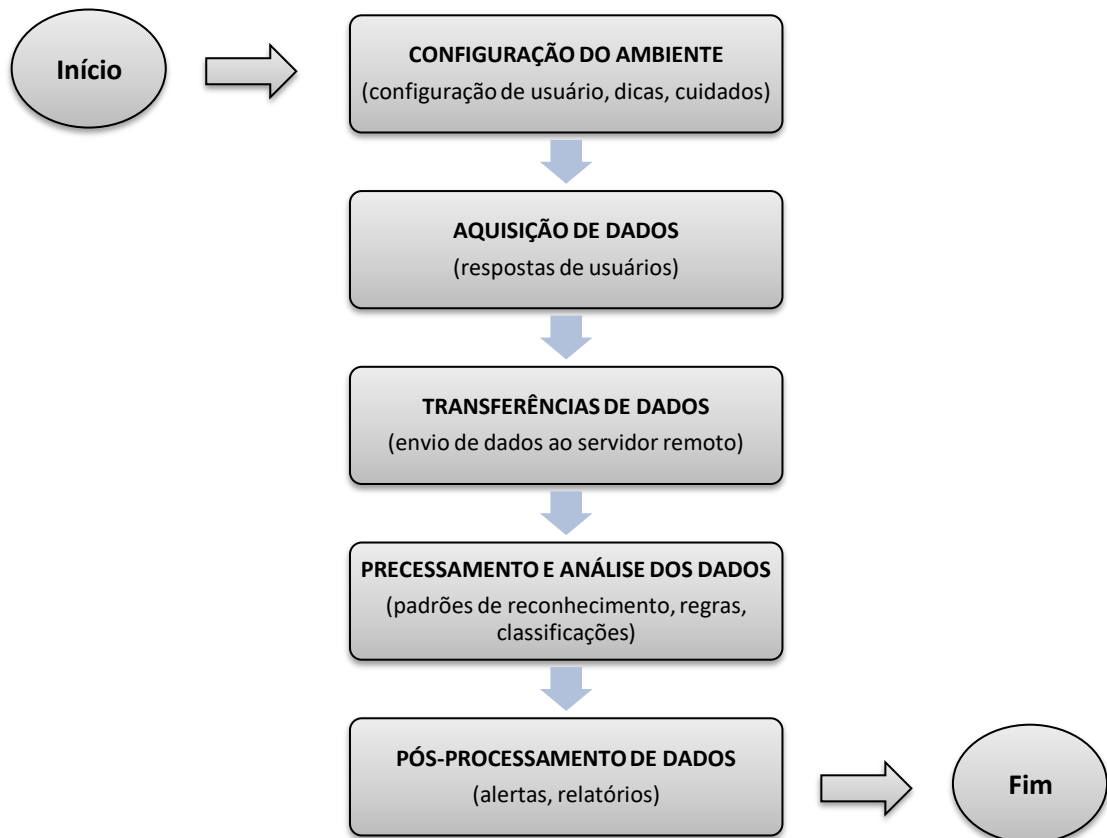 Início
CONFIGURAÇÃO DO AMBIENTE
(configuração de usuário, dicas, cuidados)
AQUISIÇÃO DE DADOS
(respostas de usuários)
TRANSFERÊNCIAS DE DADOS
(envio de dados ao servidor remoto)
PRECESSAMENTO E ANÁLISE DOS DADOS
(padrões de reconhecimento, regras,
classificações)
PÓS-PROCESSAMENTO DE DADOS
(alertas, relatórios)
Fim